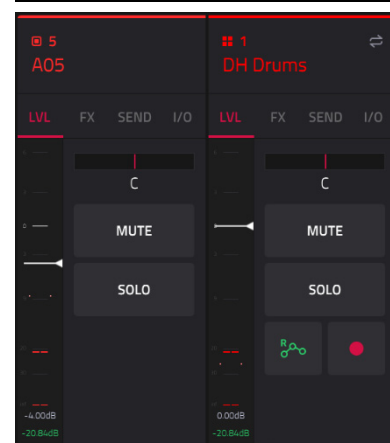 5
A05
LVL FX SEND I/O
C
MUTE
SOLO
-4.00dB
-20.84dB
1
DH Drums
LVL FX SEND I/O
C
MUTE
SOLO
R
0.00dB
-20.84dB